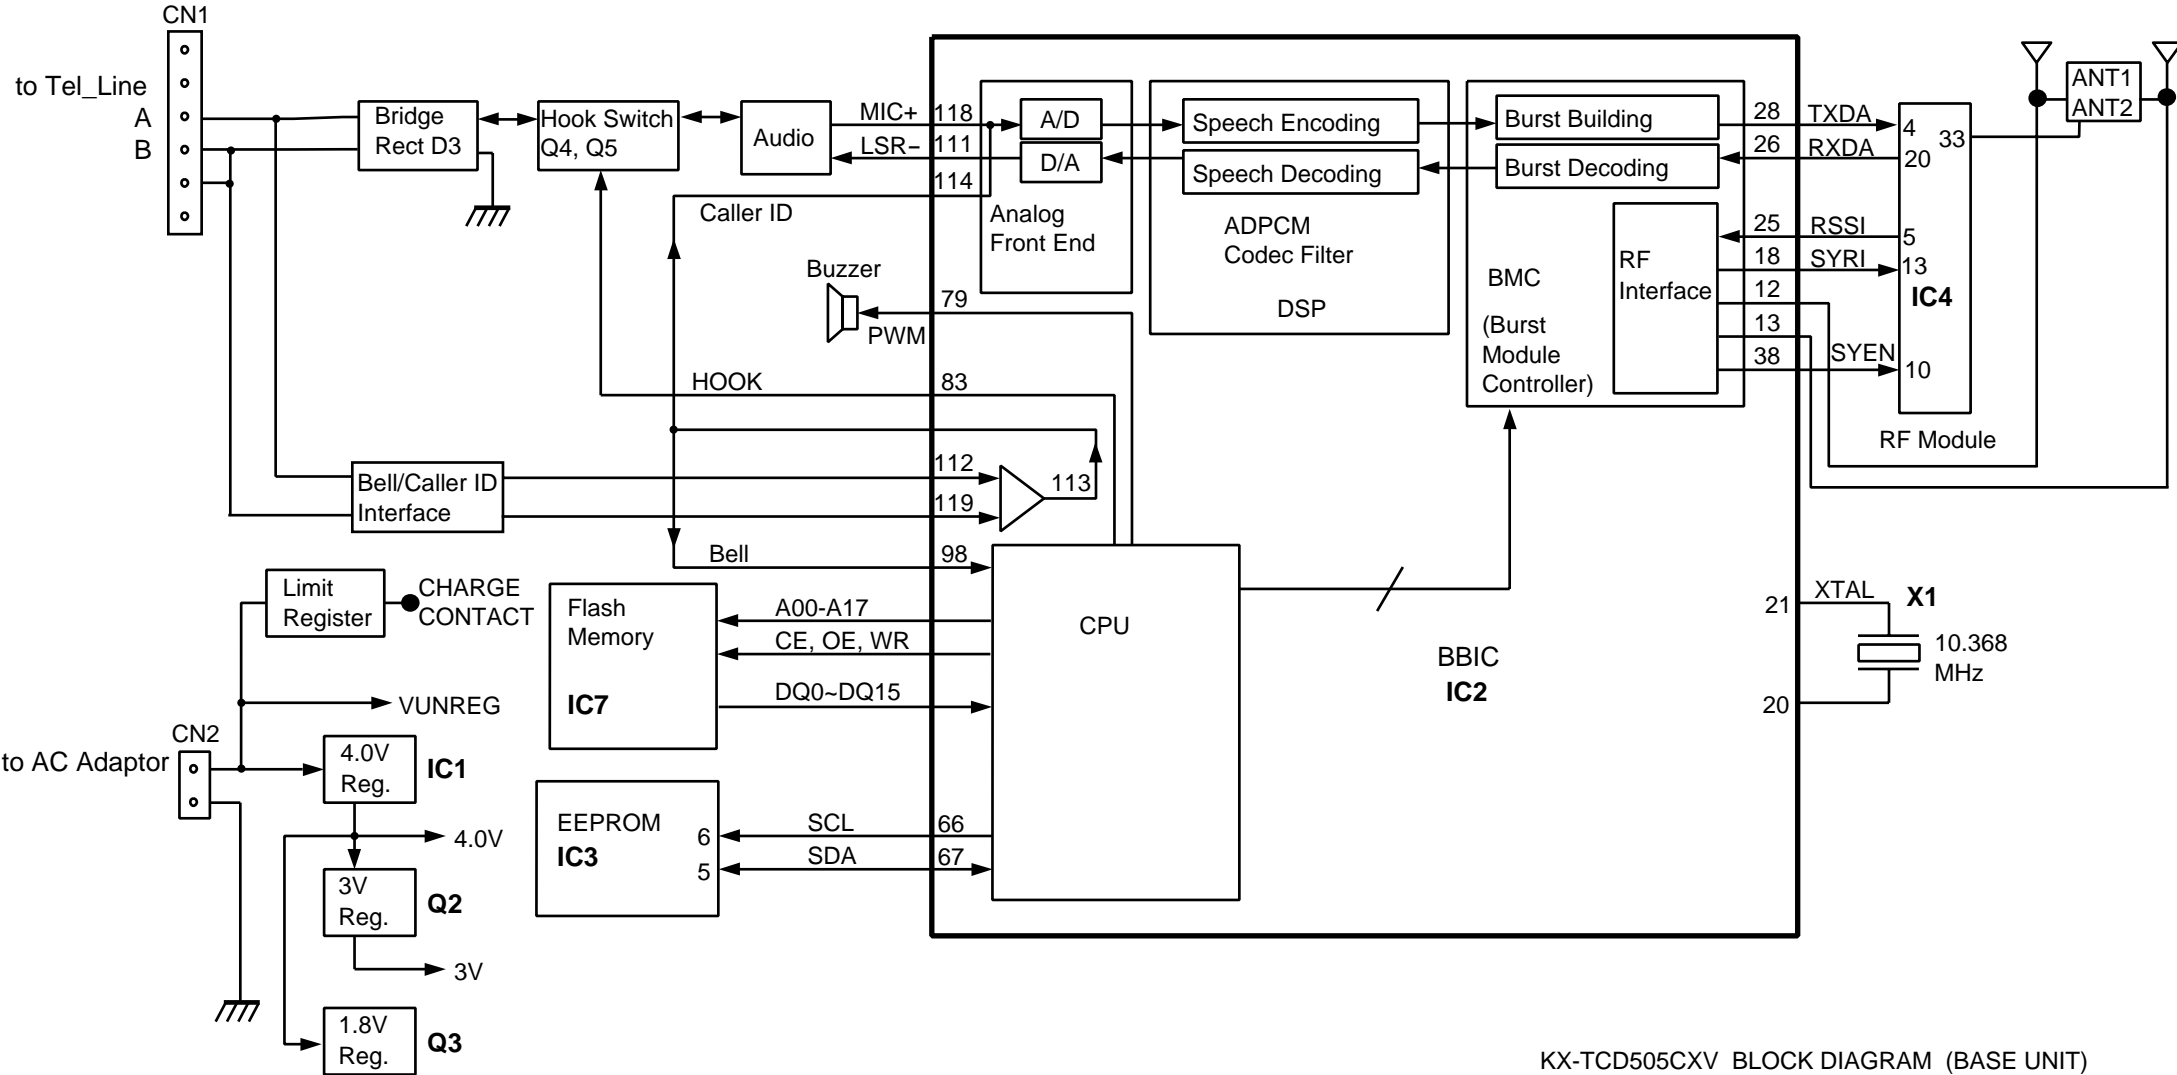 CN1
to Tel_Line
A
B
Bridge
Rect D3
Hook Switch
Q4, Q5
Audio
MIC+
118
LSR−
111
114
Caller ID
A/D
D/A
Analog
Front End
Speech Encoding
Speech Decoding
ADPCM
Codec Filter
DSP
Burst Building
Burst Decoding
BMC
(Burst
Module
Controller)
RF
Interface
28
TXDA
26
RXDA
25
RSSI
18
SYRI
12
13
38
SYEN
4
20
33
5
13
IC4
10
RF Module
ANT1
ANT2
Buzzer
79
PWM
HOOK
83
Bell/Caller ID
Interface
112
119
113
Bell
98
Limit
Register
CHARGE
CONTACT
VUNREG
CN2
to AC Adaptor
4.0V
Reg.
IC1
4.0V
3V
Reg.
Q2
3V
1.8V
Reg.
Q3
Flash
Memory
IC7
A00-A17
CE, OE, WR
DQ0~DQ15
EEPROM
IC3
6
5
SCL
66
SDA
67
CPU
BBIC
IC2
21
XTAL
X1
10.368
MHz
20
KX-TCD505CXV BLOCK DIAGRAM (BASE UNIT)